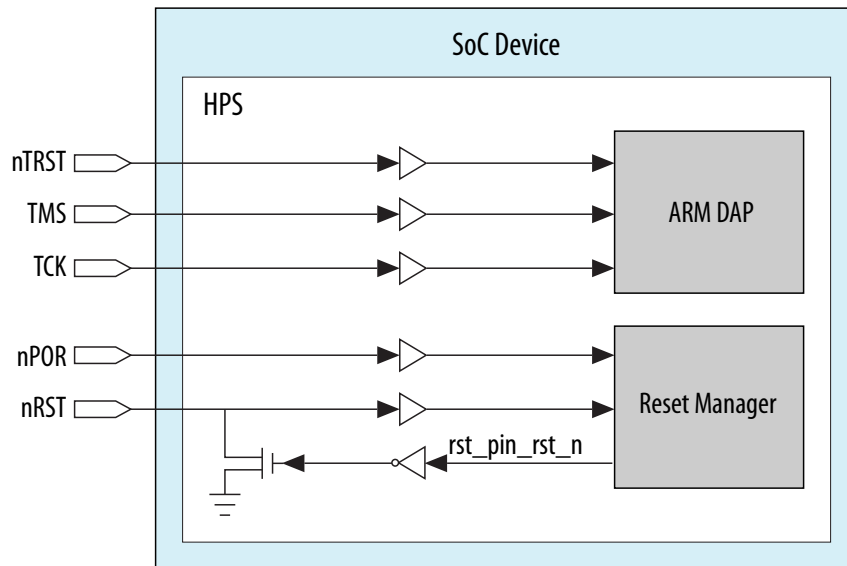 SoC Device
HPS
nTRST
TMS
ARM DAP
TCK
nPOR
nRST
Reset Manager
rst_pin_rst_n